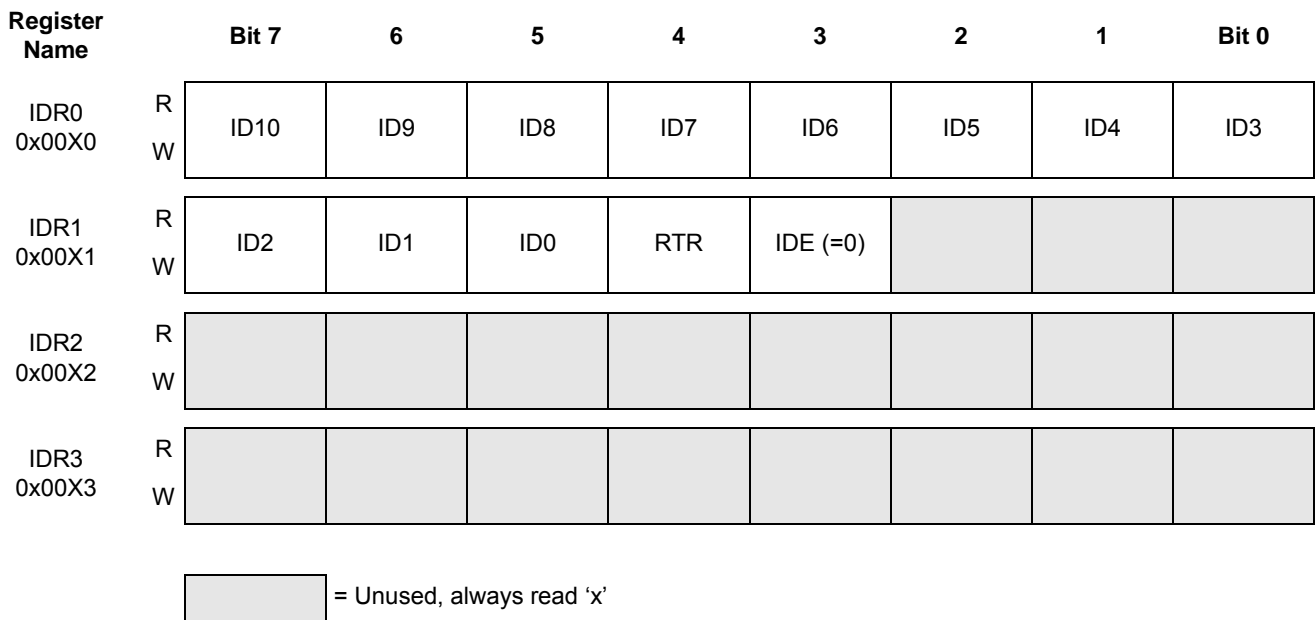 Register Name Bit 7 6 5 4 3 2 1 Bit 0
IDR0 0x00X0 R W ID10 ID9 ID8 ID7 ID6 ID5 ID4 ID3
IDR1 0x00X1 R W ID2 ID1 ID0 RTR IDE (=0)
IDR2 0x00X2 R W
IDR3 0x00X3 R W
= Unused, always read ‘x’